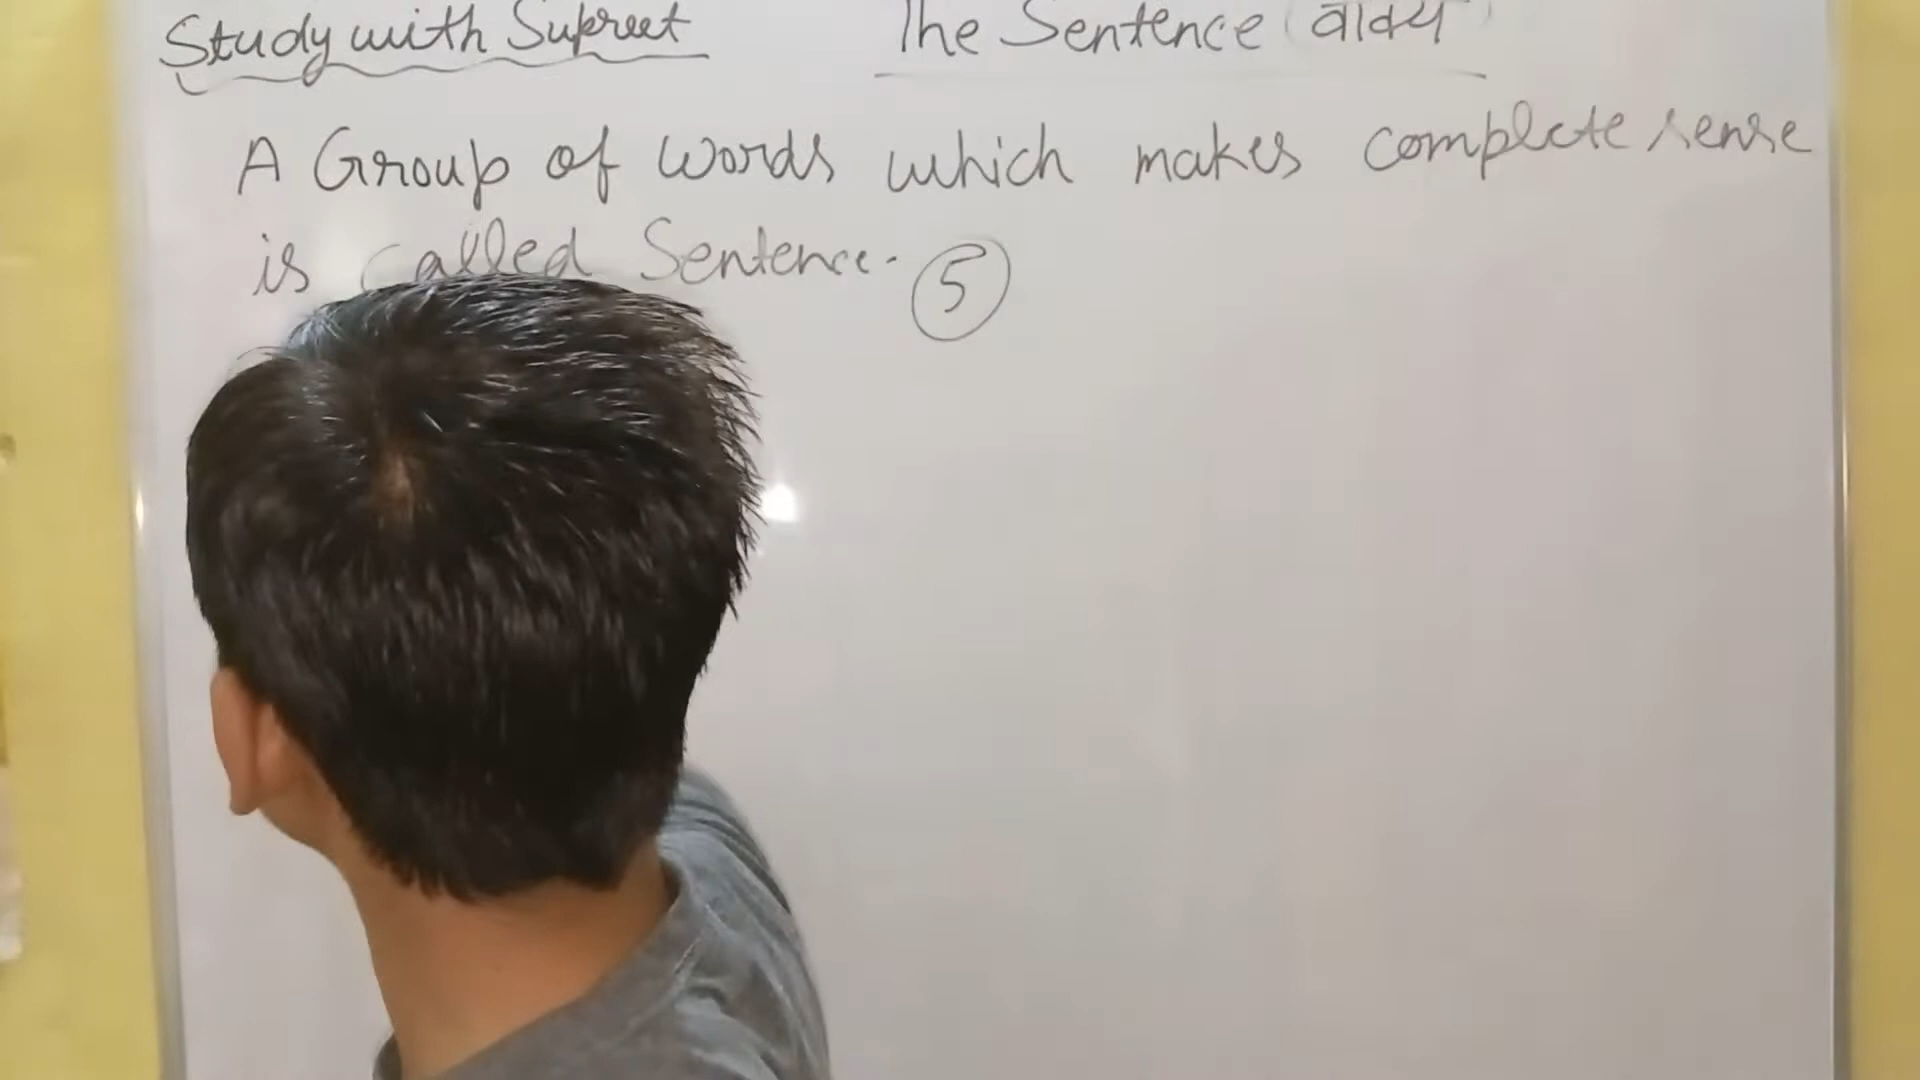 Study with Supreet
The Sentence (वाक्य)
A Group of words which makes complete sense
is called Sentence. 5